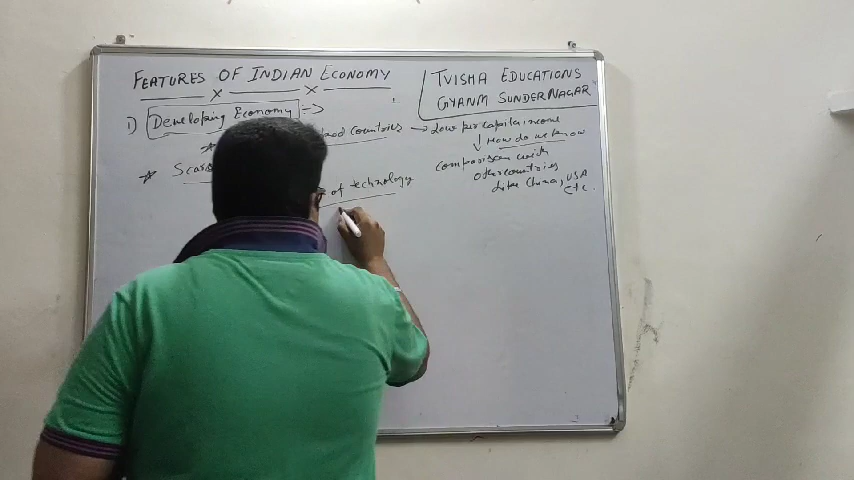 FEATURES OF INDIAN ECONOMY
TVISHA EDUCATIONS
GYANM SUNDERNAGAR
1) Developing Economy =>
countries → Low per capita income
↓ How do we know
comparison with
other countries
like China, USA
etc.
* Scar
of technology